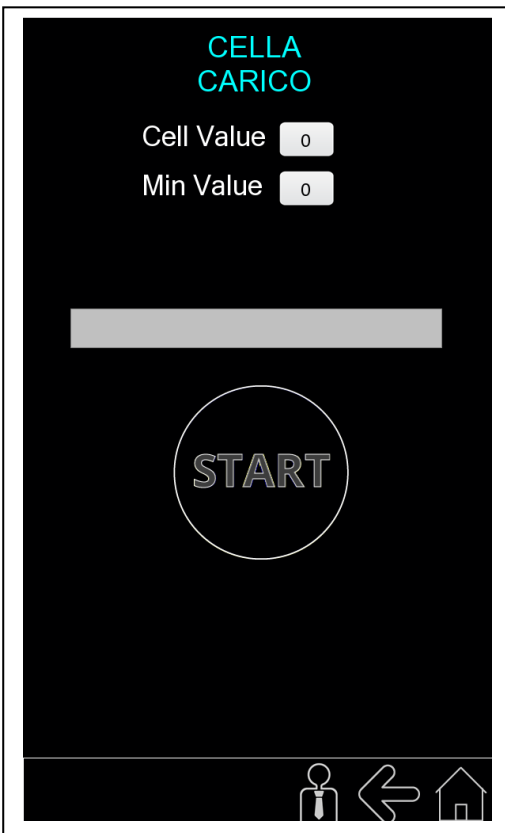 CELLA
CARICO
Cell Value 0
Min Value 0
START